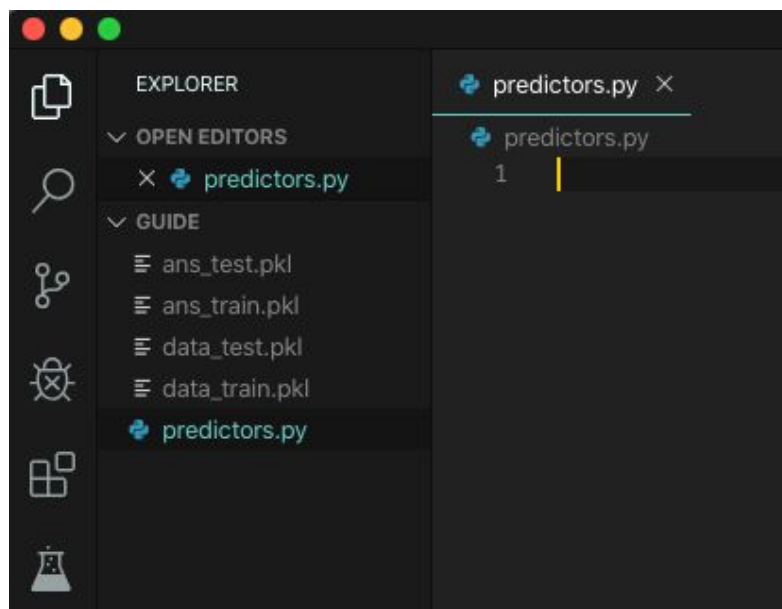 EXPLORER
OPEN EDITORS
predictors.py
GUIDE
ans_test.pkl
ans_train.pkl
data_test.pkl
data_train.pkl
predictors.py
predictors.py
predictors.py
1